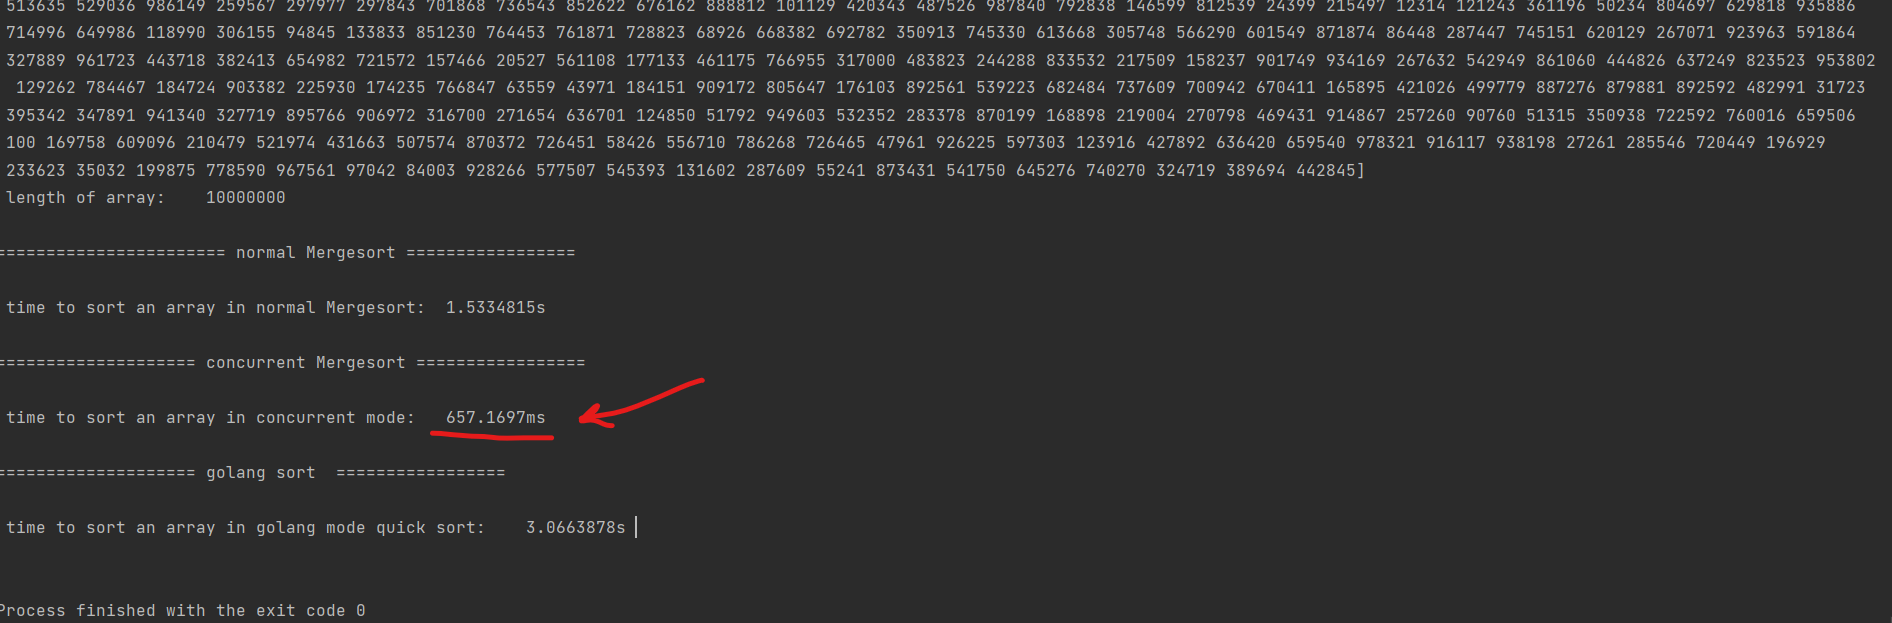 513635 529036 986149 259567 297977 297843 701868 736543 852622 676162 888812 101129 420343 487526 987840 792838 146599 812539 24399 215497 12314 121243 361196 50234 804697 629818 935886
714996 649986 118990 306155 94845 133833 851230 764453 761871 728823 68926 668382 692782 350913 745330 613668 305748 566290 601549 871874 86448 287447 745151 620129 267071 923963 591864
327889 961723 443718 382413 654982 721572 157466 20527 561108 177133 461175 766955 317000 483823 244288 833532 217509 158237 901749 934169 267632 542949 861060 444826 637249 823523 953802
129262 784467 184724 903382 225930 174235 766847 63559 43971 184151 909172 805647 176103 892561 539223 682484 737609 700942 670411 165895 421026 499779 887276 879881 892592 482991 31723
395342 347891 941340 327719 895766 906972 316700 271654 636701 124850 51792 949603 532352 283378 870199 168898 219004 270798 469431 914867 257260 90760 51315 350938 722592 760016 659506
100 169758 609096 210479 521974 431663 507574 870372 726451 58426 556710 786268 726465 47961 926225 597303 123916 427892 636420 659540 978321 916117 938198 27261 285546 720449 196929
233623 35032 199875 778590 967561 97042 84003 928266 577507 545393 131602 287609 55241 873431 541750 645276 740270 324719 389694 442845]
length of array:    10000000
======================= normal Mergesort =================
time to sort an array in normal Mergesort:  1.5334815s
==================== concurrent Mergesort =================
time to sort an array in concurrent mode:   657.1697ms
==================== golang sort  =================
time to sort an array in golang mode quick sort:    3.0663878s
Process finished with the exit code 0